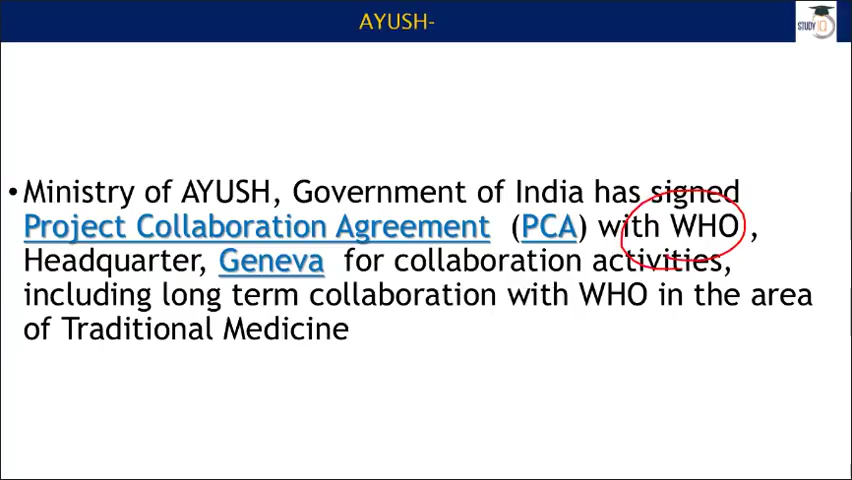 AYUSH-
STUDY IQ
•Ministry of AYUSH, Government of India has signed
Project Collaboration Agreement (PCA) with WHO ,
Headquarter, Geneva for collaboration activities,
including long term collaboration with WHO in the area
of Traditional Medicine